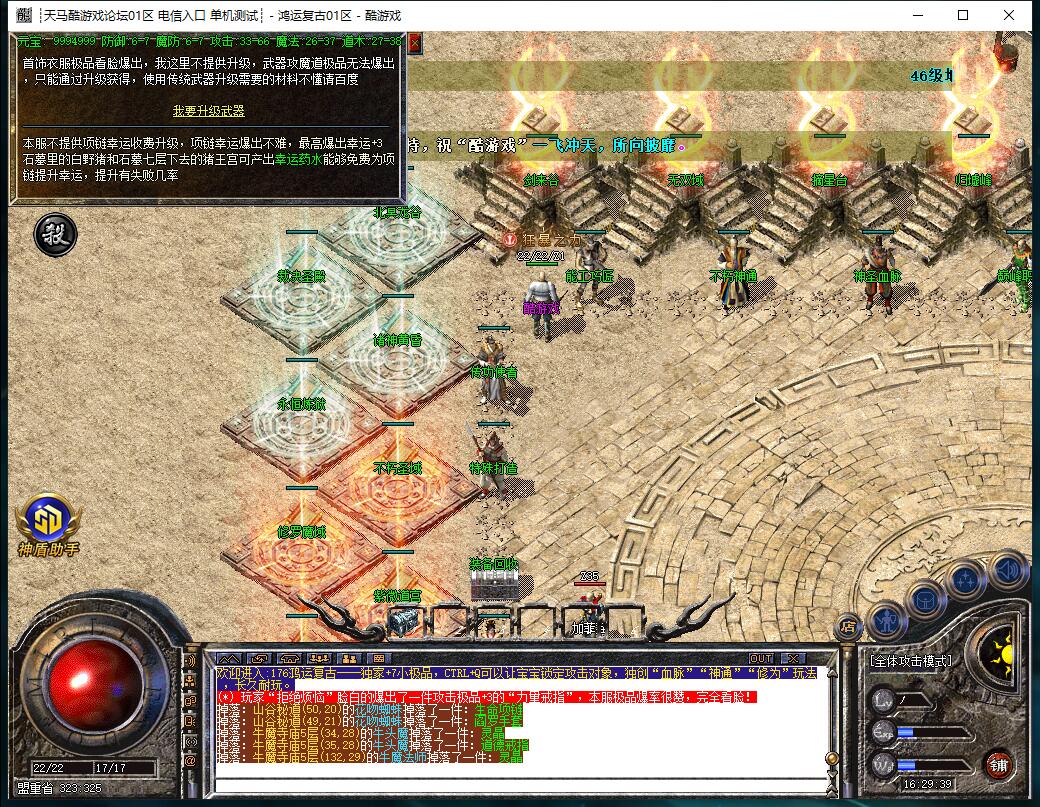 天马酷游戏论坛01区 电信入口 单机测试 - 鸿运复古01区 - 酷游戏
元宝: 9994999 防御:6-7 魔防:6-7 攻击:33-66 魔法:26-37 道术:27-38
首饰衣服极品看脸爆出，我这里不提供升级，武器攻魔道极品无法爆出
，只能通过升级获得，使用传统武器升级需要的材料不懂请百度
我要升级武器
本服不提供项链幸运收费升级，项链幸运爆出不难，最高爆出幸运+3
石墓里的白野猪和石墓七层下去的猪王宫可产出幸运药水能够免费为项
链提升幸运，提升有失败几率
46级
，祝“酷游戏”一飞冲天，所向披靡。
剑来谷
无双域
摘星台
归墟峰
殺
北冥龙谷
狂暴之力
22/22/Z1
裁决圣殿
能工巧匠
不朽神通
神圣血脉
巅峰职
酷游戏
诸神黄昏
传功使者
永恒炼狱
不朽圣域
特殊打造
神盾助手
修罗魔域
装备回收
紫微道宫
235
加菲
店
OUT
[全体攻击模式]
欢迎进入:176鸿运复古——独家+7小极品，CTRL+Q可以让宝宝锁定攻击对象，独创“血脉”“神通”“修为”玩法
，长久耐玩。
(*) 玩家“拒绝烦恼”脸白的爆出了一件攻击极品+3的“力量戒指”，本服极品爆率很赞，完全看脸！
掉落: 山谷秘道(50,20)的花吻蜘蛛掉落了一件: 生命项链
掉落: 山谷秘道(49,21)的花吻蜘蛛掉落了一件: 阎罗手套
掉落: 牛魔寺庙5层(34,28)的牛头魔掉落了一件: 灵晶
掉落: 牛魔寺庙5层(35,28)的牛头魔掉落了一件: 道德戒指
掉落: 牛魔寺庙5层(132,29)的牛魔法师掉落了一件: 灵晶
Lv
Exp
W
铺
22/22
17/17
盟重省 323:325
16:29:39